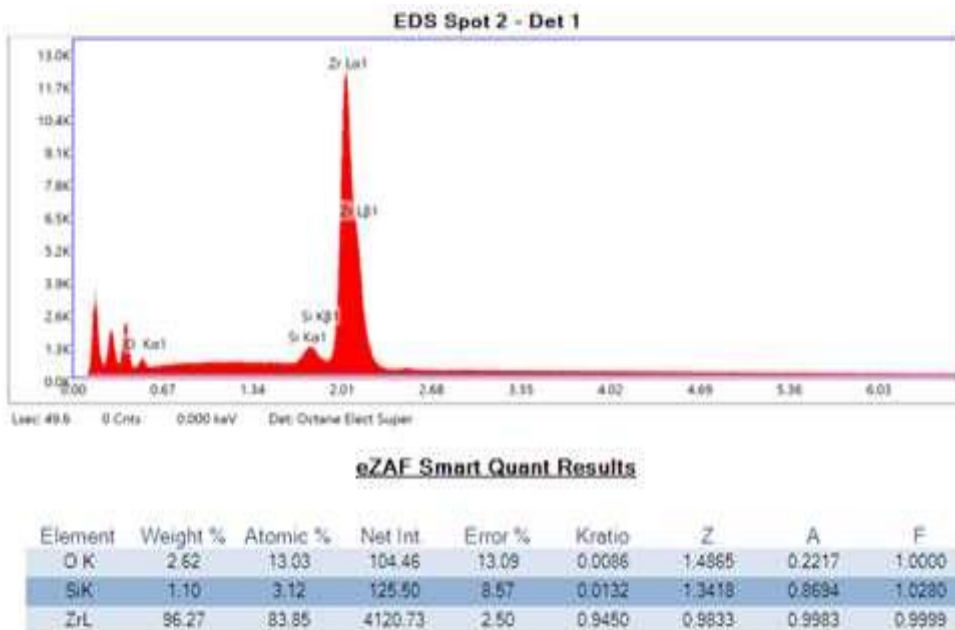 EDS Spot 2 - Det 1
13.0K
Zr Lα1
11.7K
10.4K
9.1K
7.8K
6.5K
Zr Lβ1
5.2K
3.9K
2.6K
Si Kβ1
Si Kα1
O Kα1
1.3K
0.0K
0.00 0.67 1.34 2.01 2.68 3.35 4.02 4.69 5.36 6.03
Lsec: 49.6 0 Cnts 0.000 keV Det: Octane Elect Super
eZAF Smart Quant Results
Element Weight % Atomic % Net Int. Error % Kratio Z A F
O K 2.62 13.03 104.46 13.09 0.0086 1.4865 0.2217 1.0000
SiK 1.10 3.12 125.50 8.57 0.0132 1.3418 0.8694 1.0280
ZrL 96.27 83.85 4120.73 2.50 0.9450 0.9833 0.9983 0.9999